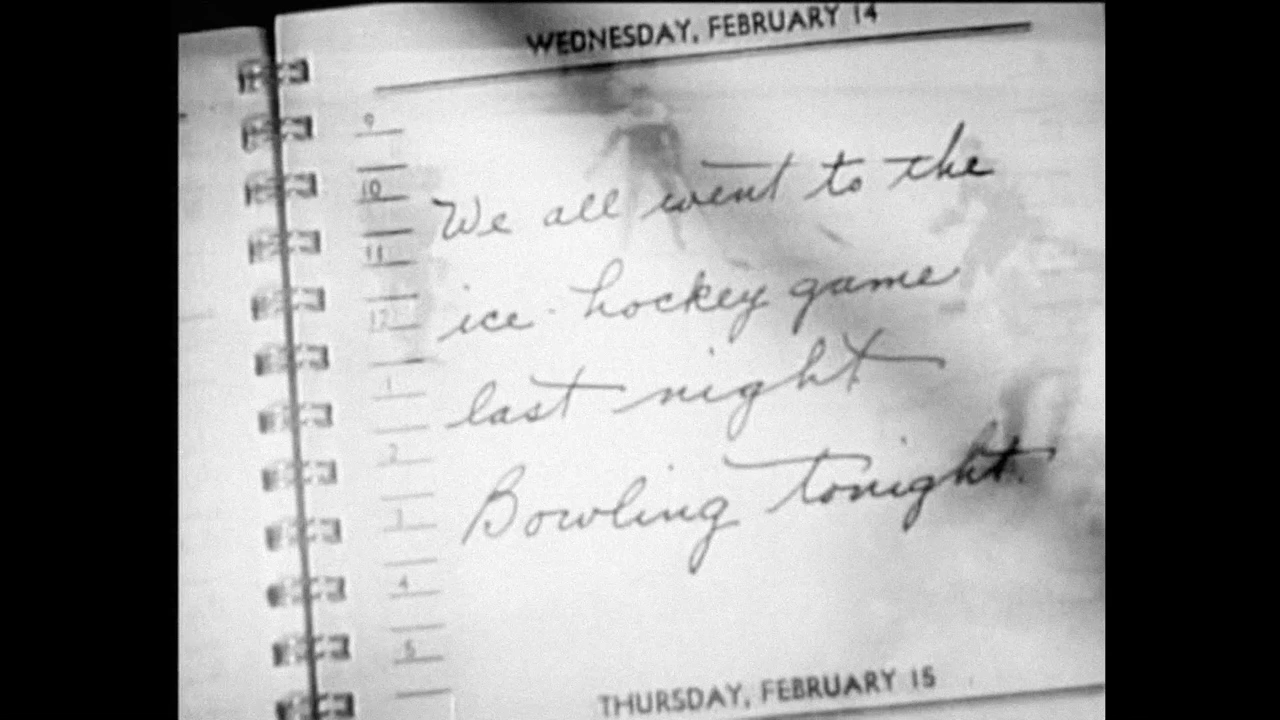 WEDNESDAY, FEBRUARY 14
9
10
11
12
1
2
3
4
5
We all went to the
ice-hockey game
last night
Bowling tonight.
THURSDAY, FEBRUARY 15